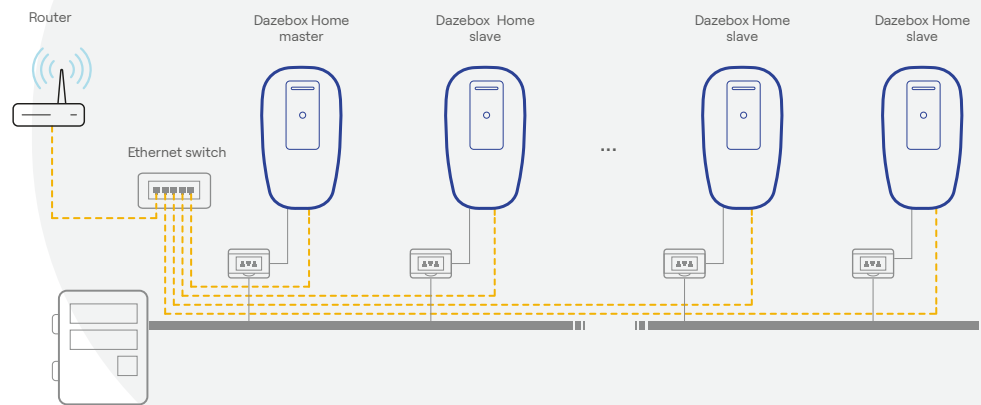 Router
Dazebox Home
master
Dazebox Home
slave
Dazebox Home
slave
Dazebox Home
slave
...
Ethernet switch